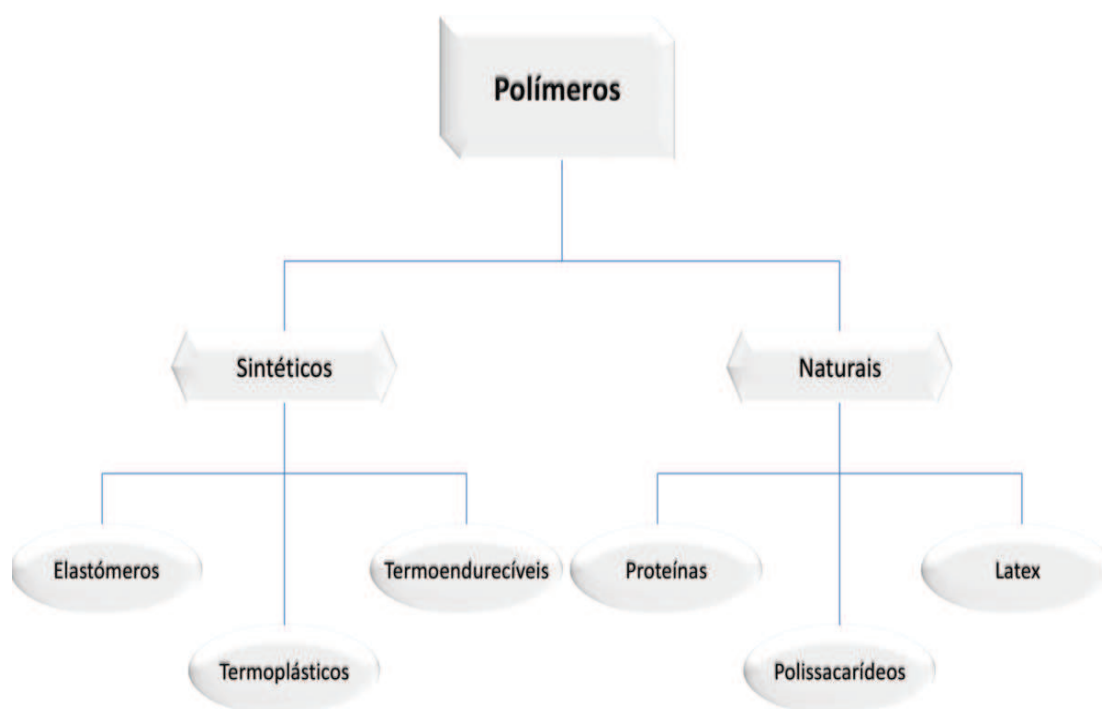 Polímeros
Sintéticos
Naturais
Elastómeros
Termoendurecíveis
Proteínas
Latex
Termoplásticos
Polissacarídeos